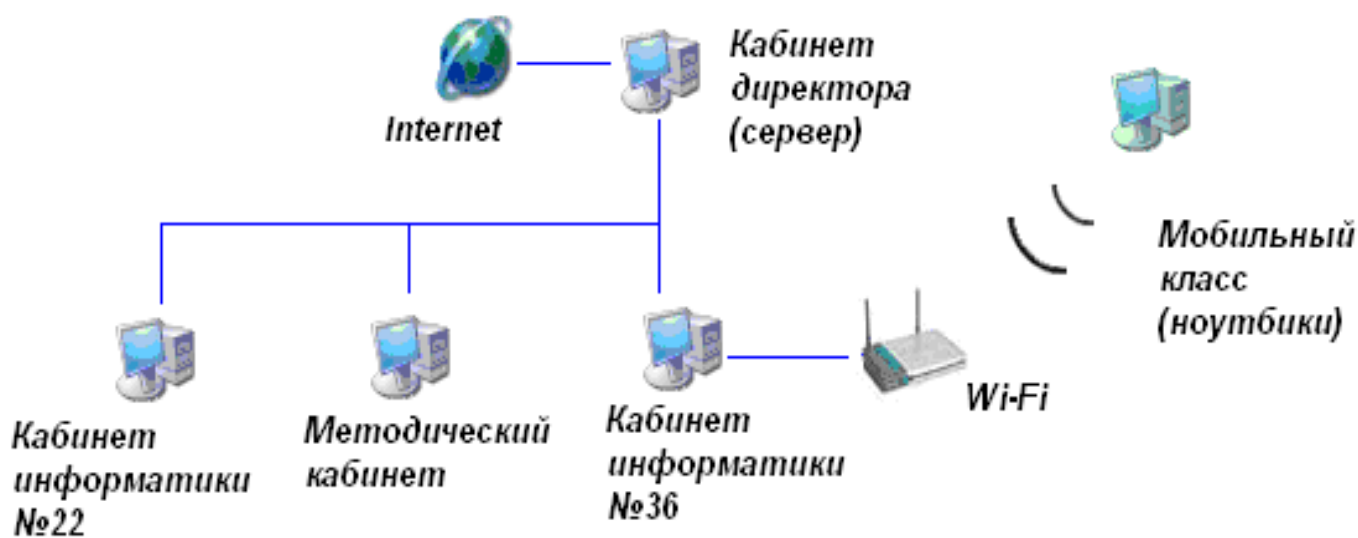 Internet
Кабинет
директора
(сервер)
Мобильный
класс
(ноутбики)
Wi-Fi
Кабинет
информатики
№22
Методический
кабинет
Кабинет
информатики
№36